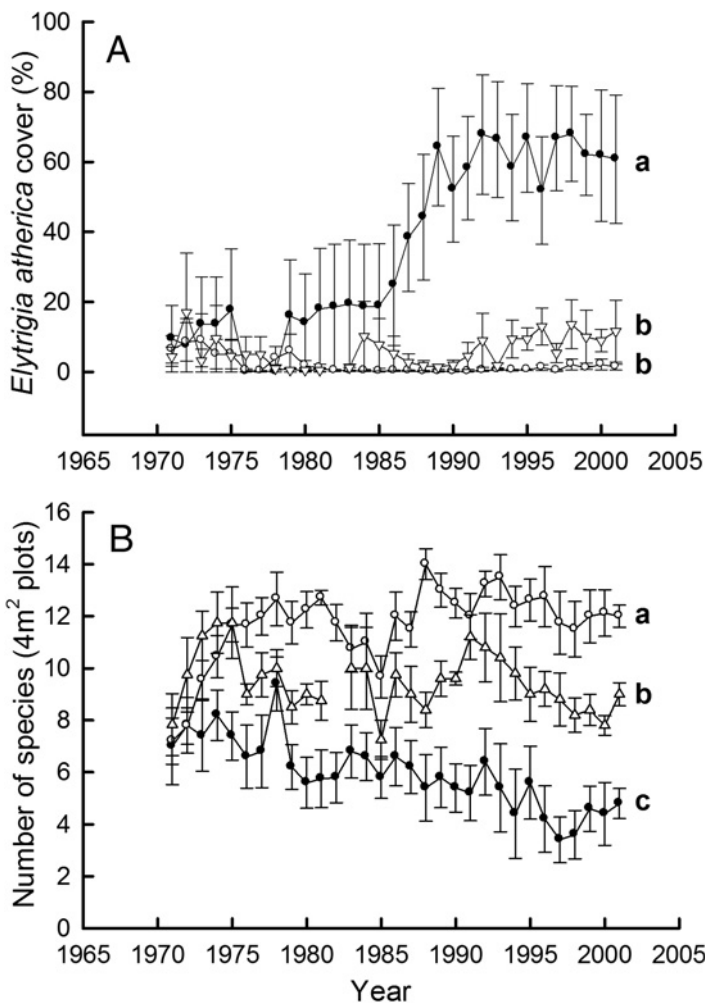 A
Elytrigia atherica cover (%)
100
80
60
40
20
0
a
b
b
1965 1970 1975 1980 1985 1990 1995 2000 2005
B
Number of species (4m² plots)
16
14
12
10
8
6
4
2
0
a
b
c
1965 1970 1975 1980 1985 1990 1995 2000 2005
Year